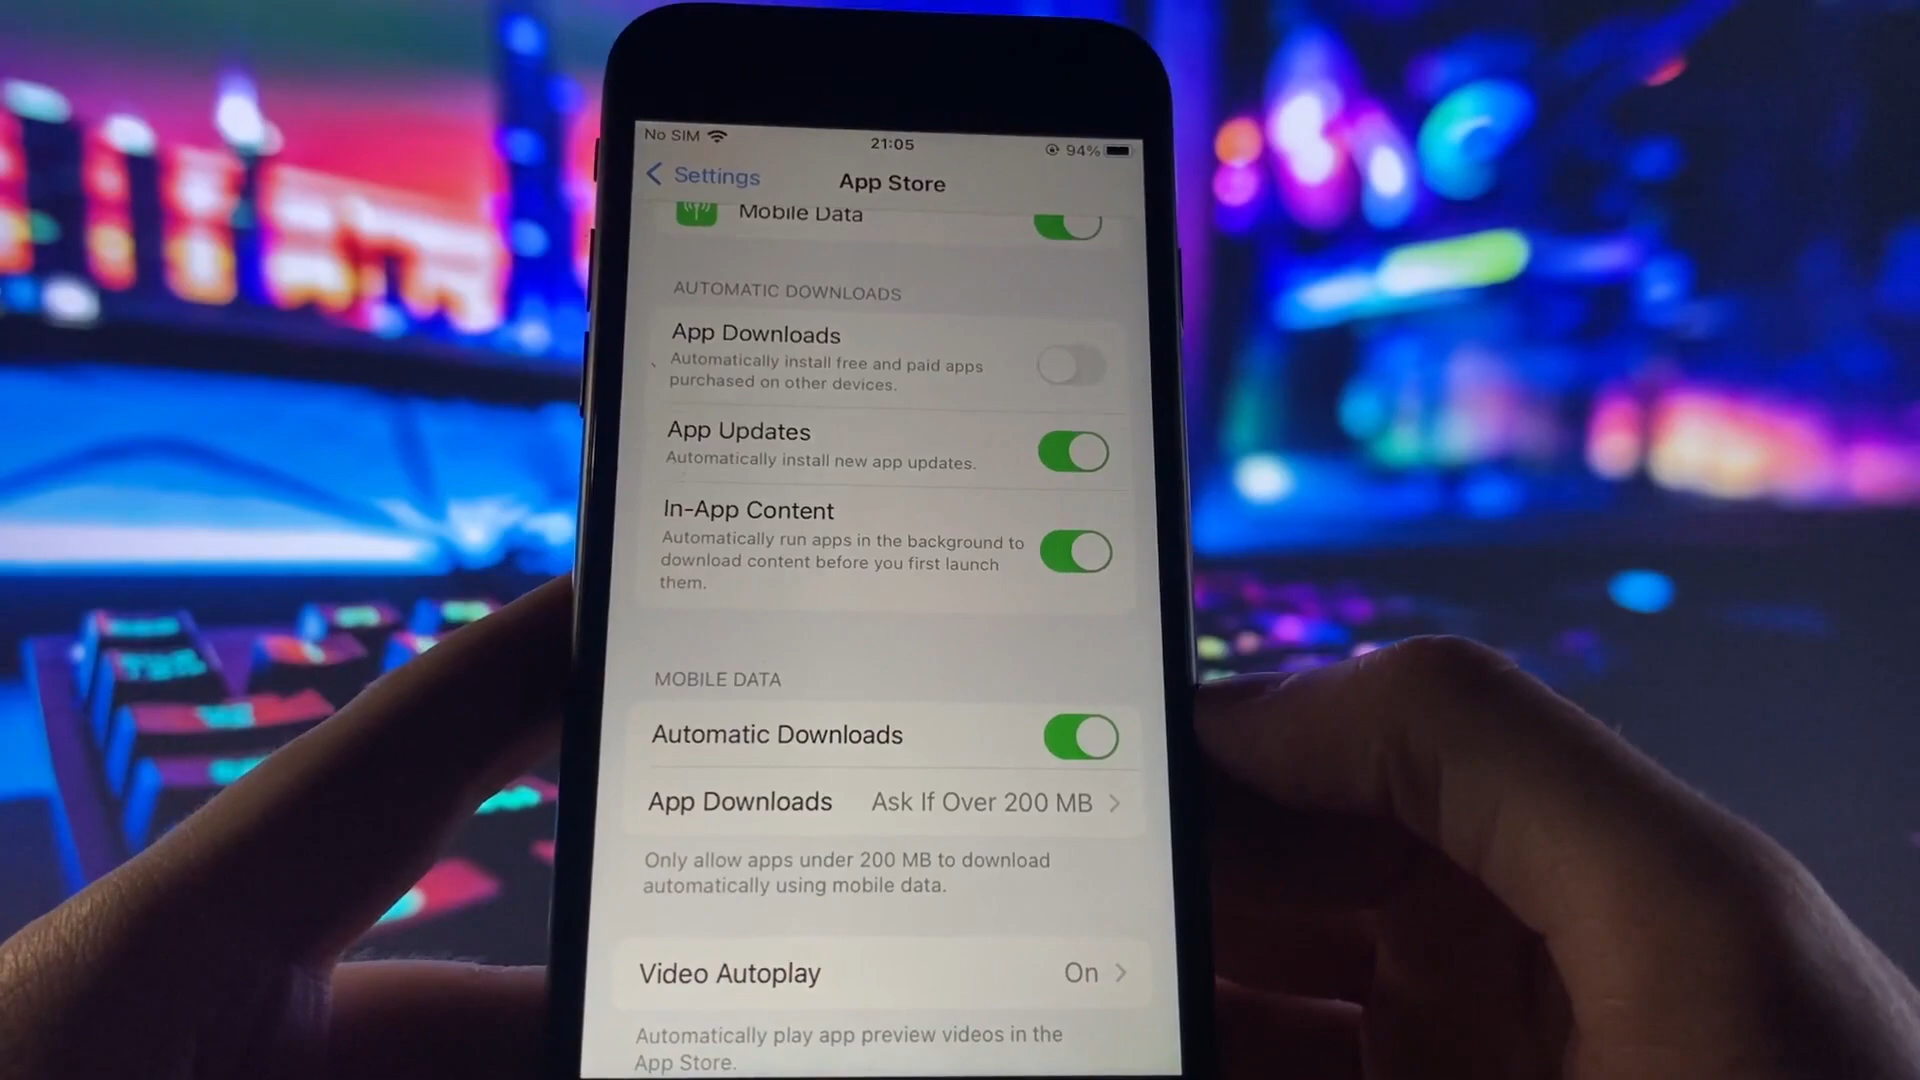 No SIM 21:05 94%
Settings App Store
Mobile Data
AUTOMATIC DOWNLOADS
App Downloads
Automatically install free and paid apps
purchased on other devices.
App Updates
Automatically install new app updates.
In-App Content
Automatically run apps in the background to
download content before you first launch
them.
MOBILE DATA
Automatic Downloads
App Downloads Ask If Over 200 MB
Only allow apps under 200 MB to download
automatically using mobile data.
Video Autoplay On
Automatically play app preview videos in the
App Store.